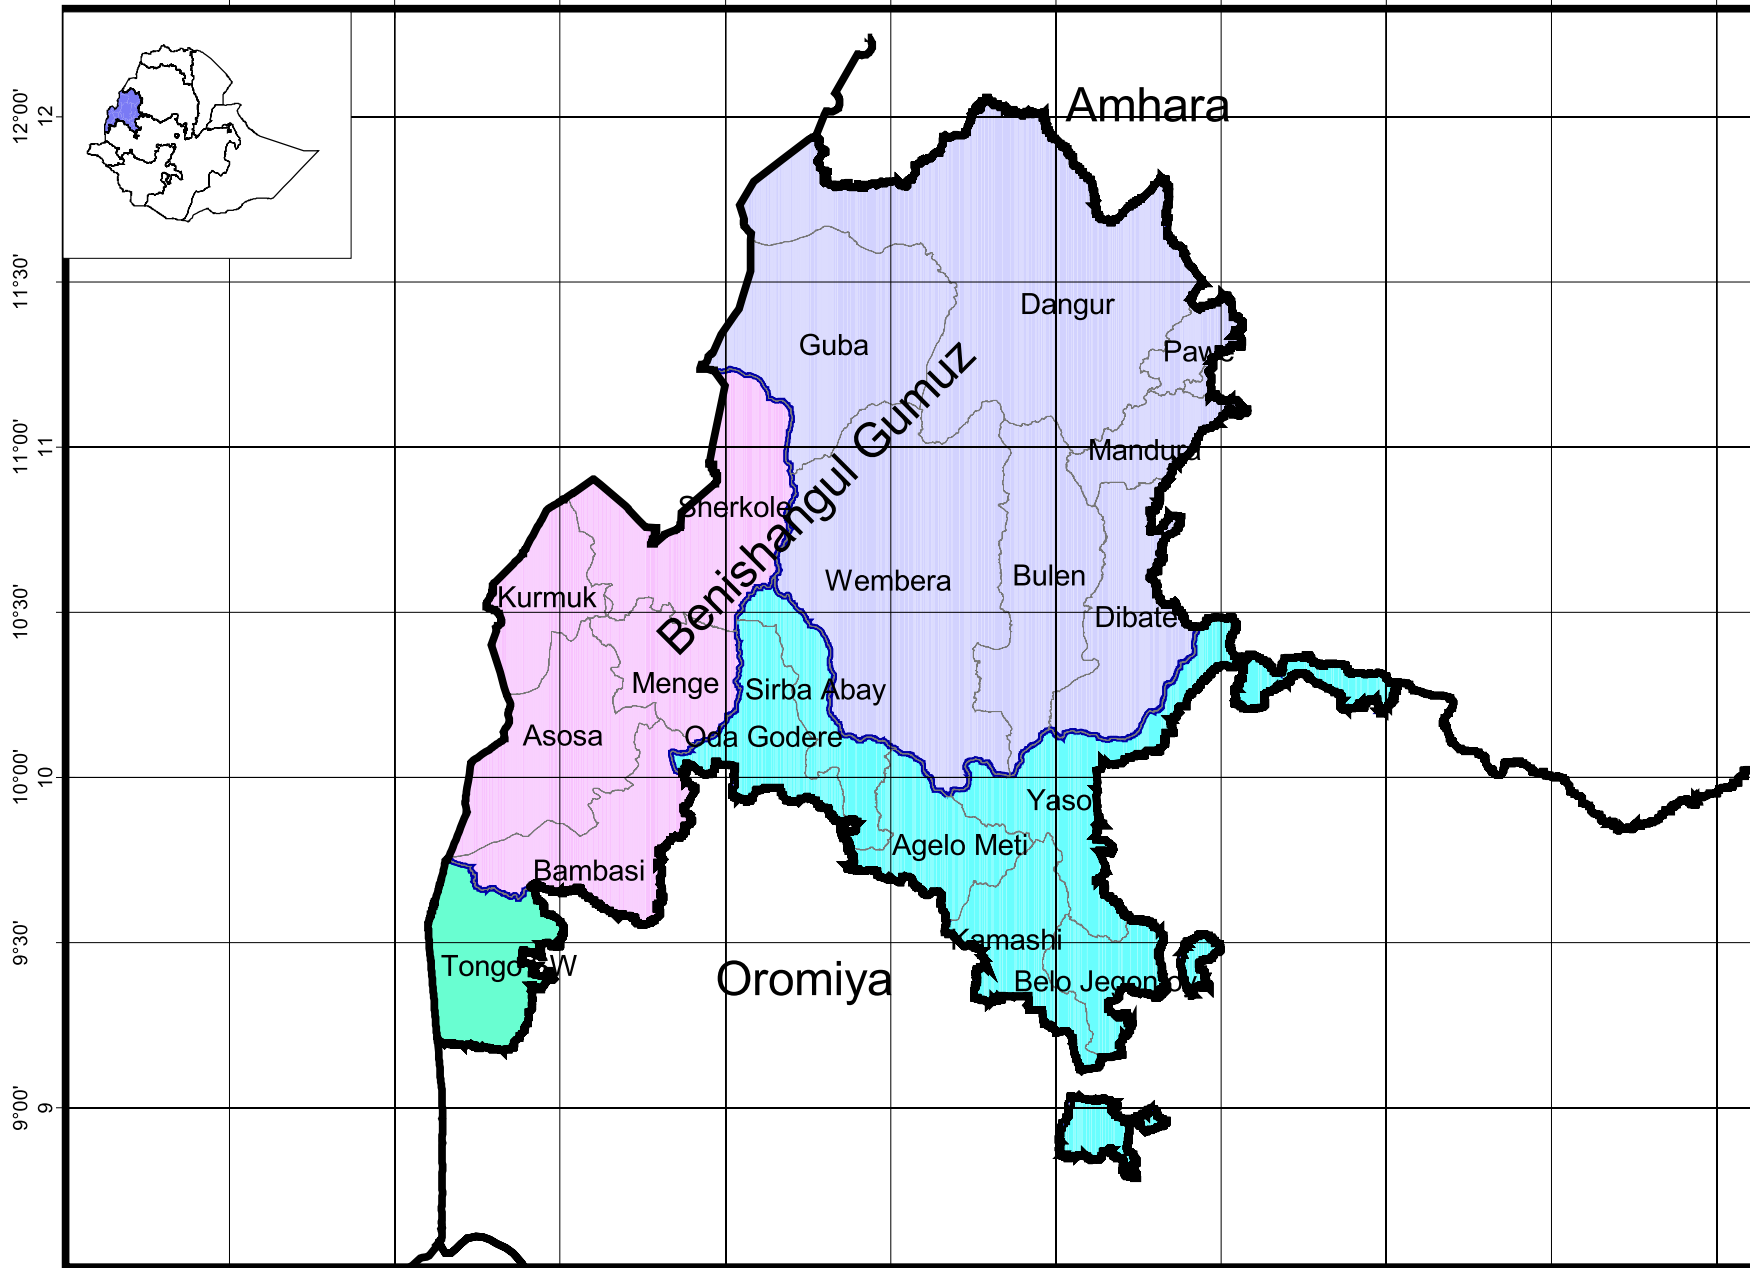 Amhara
12°00'
12
11°30'
Dangur
Guba
Pawe
Benishangul Gumuz
11°00'
11
Mandura
Sherkole
Wembera
Bulen
Kurmuk
10°30'
Dibate
Menge
Sirba Abay
Asosa
Oda Godere
10°00'
10
Yaso
Agelo Meti
Bambasi
9°30'
Kamashi
Tongo SW
Oromiya
Belo Jegonfoy
9°00'
9